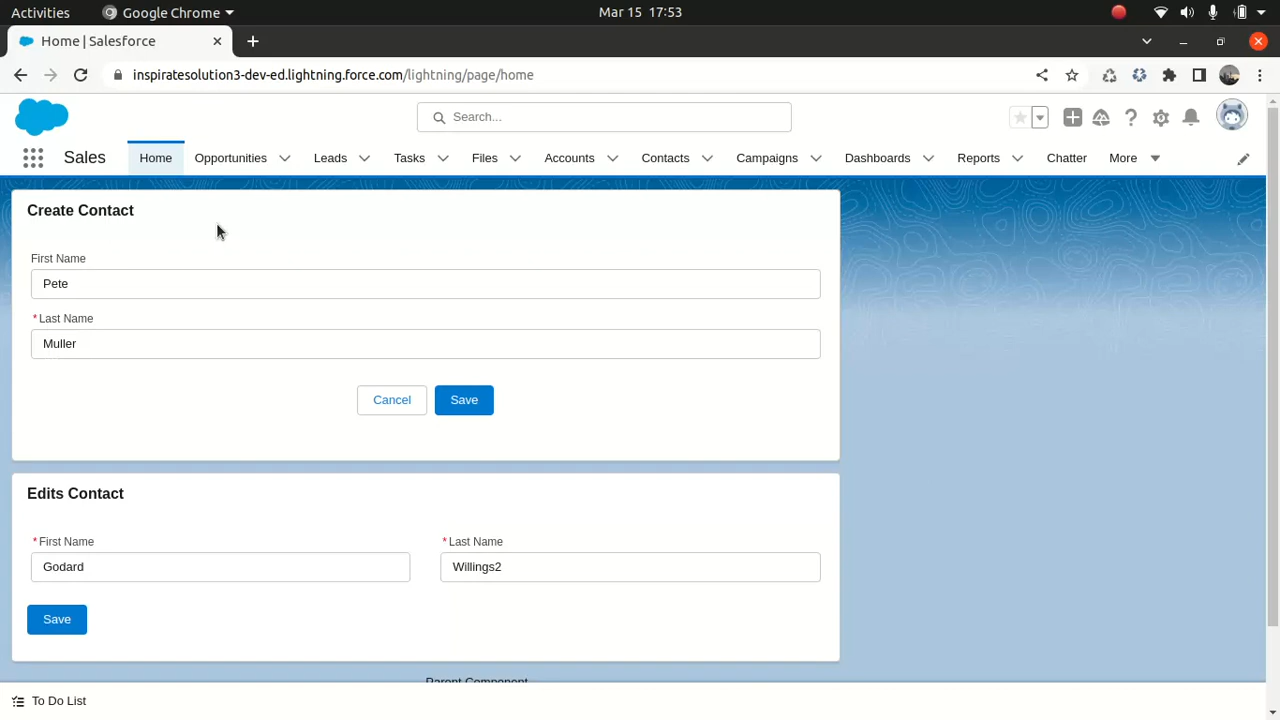 Activities Google Chrome Mar 15 17:53
Home | Salesforce
inspiratesolution3-dev-ed.lightning.force.com/lightning/page/home
Search...
Sales Home Opportunities Leads Tasks Files Accounts Contacts Campaigns Dashboards Reports Chatter More
Create Contact
First Name
Pete
*Last Name
Muller
Cancel Save
Edits Contact
*First Name *Last Name
Godard Willings2
Save
Parent Component
To Do List